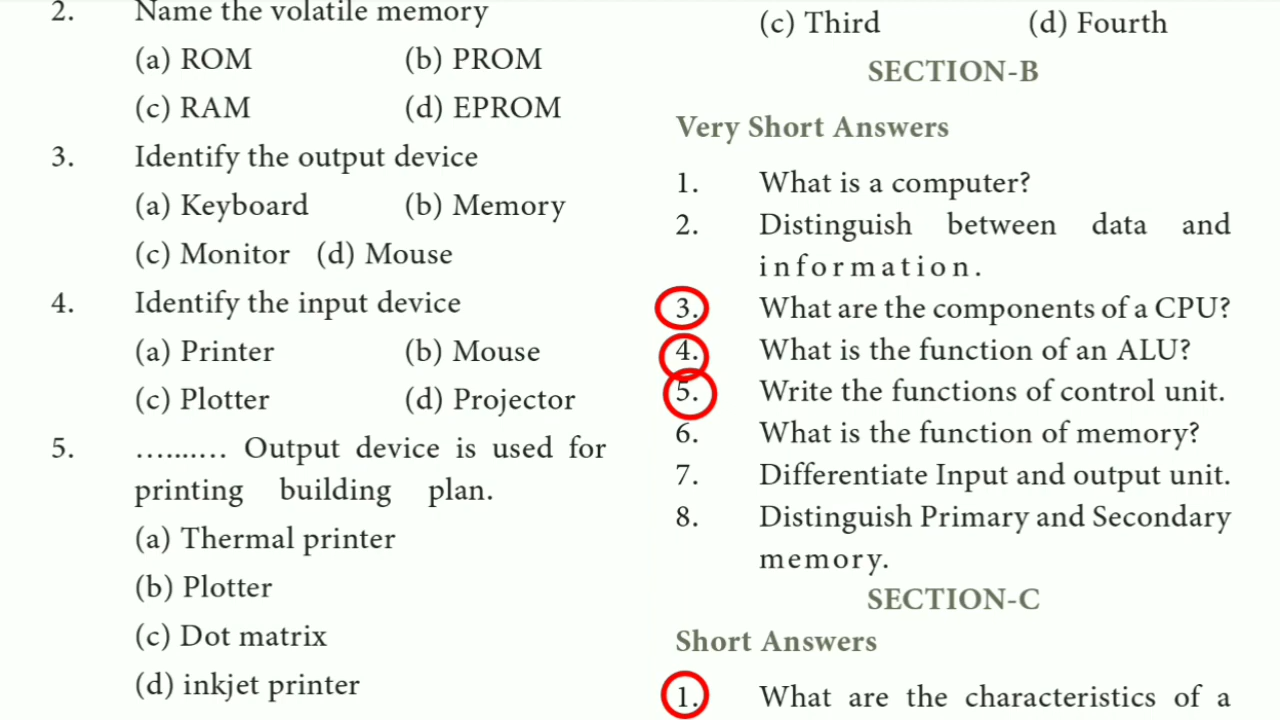 2. Name the volatile memory
(a) ROM (b) PROM
(c) RAM (d) EPROM
3. Identify the output device
(a) Keyboard (b) Memory
(c) Monitor (d) Mouse
4. Identify the input device
(a) Printer (b) Mouse
(c) Plotter (d) Projector
5. .......... Output device is used for
printing building plan.
(a) Thermal printer
(b) Plotter
(c) Dot matrix
(d) inkjet printer
(c) Third (d) Fourth
SECTION-B
Very Short Answers
1. What is a computer?
2. Distinguish between data and
information.
3. What are the components of a CPU?
4. What is the function of an ALU?
5. Write the functions of control unit.
6. What is the function of memory?
7. Differentiate Input and output unit.
8. Distinguish Primary and Secondary
memory.
SECTION-C
Short Answers
1. What are the characteristics of a